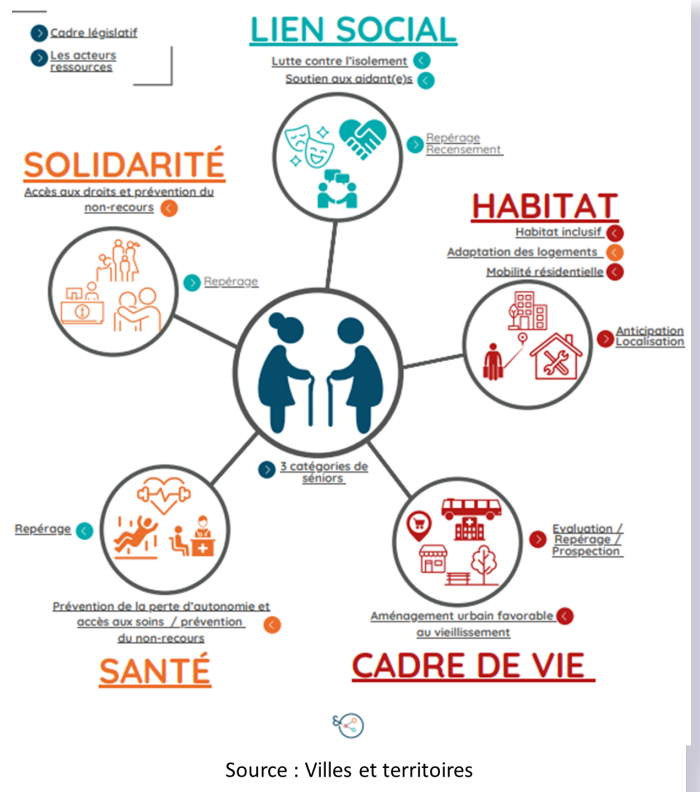 Cadre législatif
Les acteurs
ressources
LIEN SOCIAL
Lutte contre l'isolement
Soutien aux aidant(e)s
Repérage
Recensement
SOLIDARITÉ
Accès aux droits et prévention du
non-recours
Repérage
HABITAT
Habitat inclusif
Adaptation des logements
Mobilité résidentielle
Anticipation
Localisation
3 catégories de
séniors
Repérage
Prévention de la perte d'autonomie et
accès aux soins / prévention
du non-recours
SANTÉ
Evaluation /
Repérage /
Prospection
Aménagement urbain favorable
au vieillissement
CADRE DE VIE
&
Source : Villes et territoires